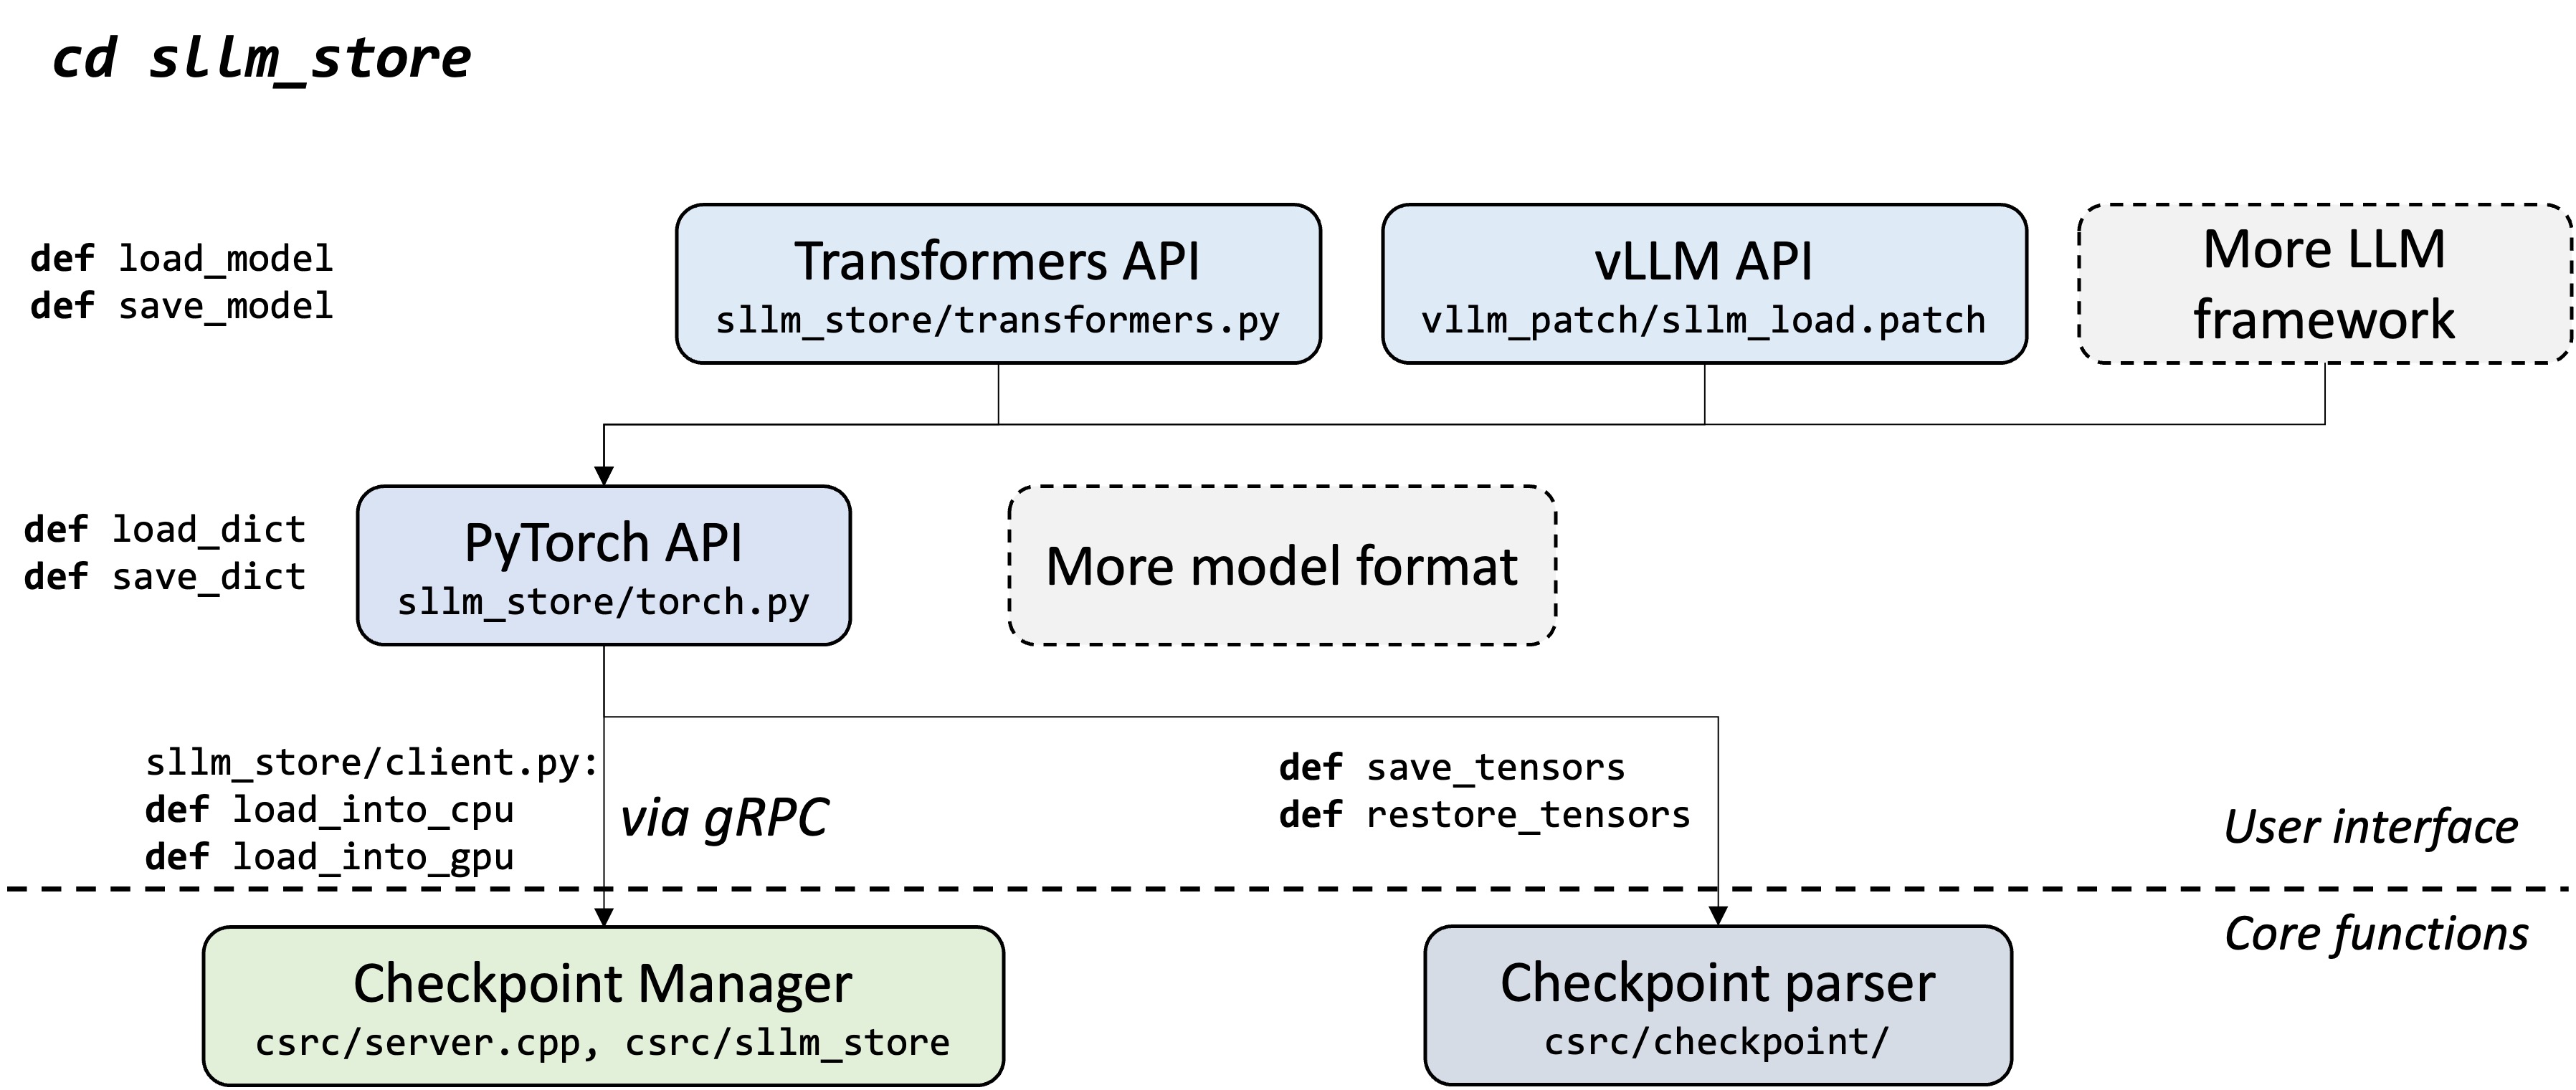 cd sllm_store
def load_model
def save_model
Transformers API
sllm_store/transformers.py
vLLM API
vllm_patch/sllm_load.patch
More LLM
framework
def load_dict
def save_dict
PyTorch API
sllm_store/torch.py
More model format
sllm_store/client.py:
def load_into_cpu
def load_into_gpu
via gRPC
def save_tensors
def restore_tensors
User interface
Core functions
Checkpoint Manager
csrc/server.cpp, csrc/sllm_store
Checkpoint parser
csrc/checkpoint/